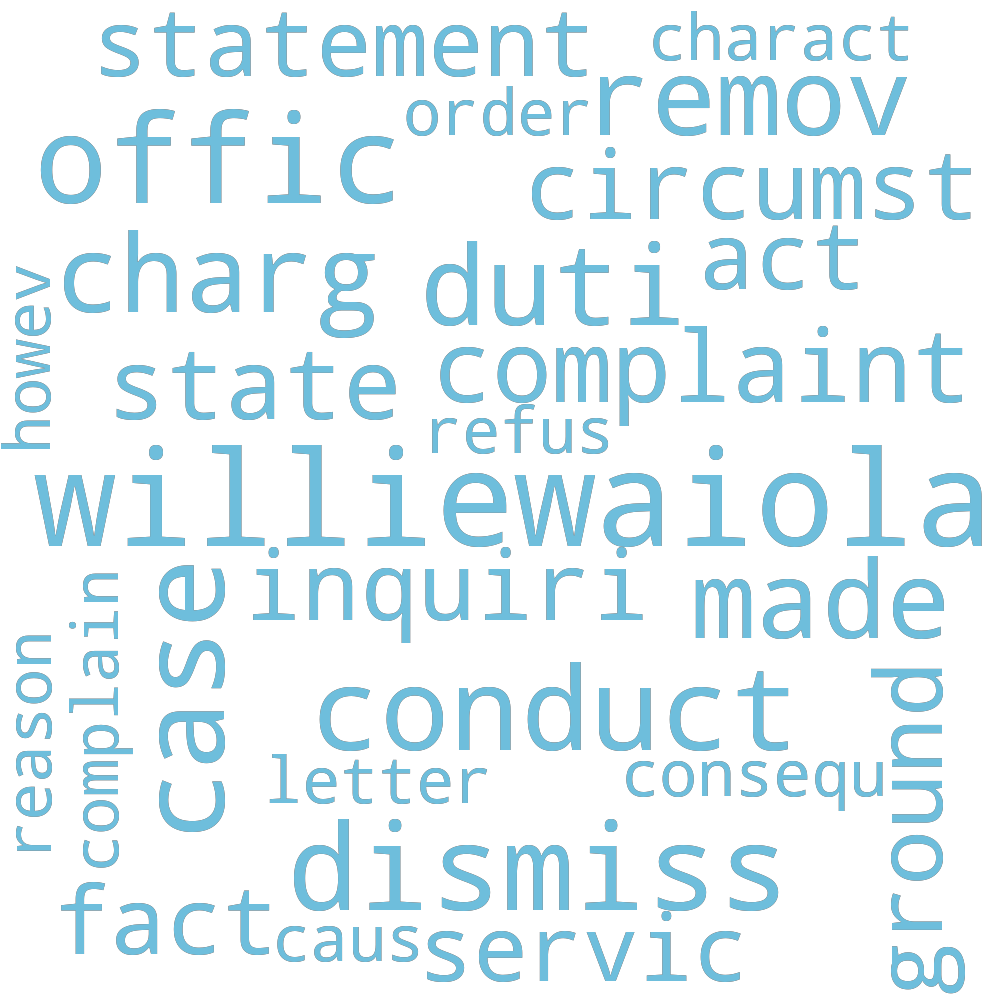 statement
charact
order
remov
offic
circumst
charg
duti
act
howev
state
complaint
refus
williewaiola
case
inquiri
made
complain
reason
conduct
ground
letter
consequ
dismiss
fact
caus
servic